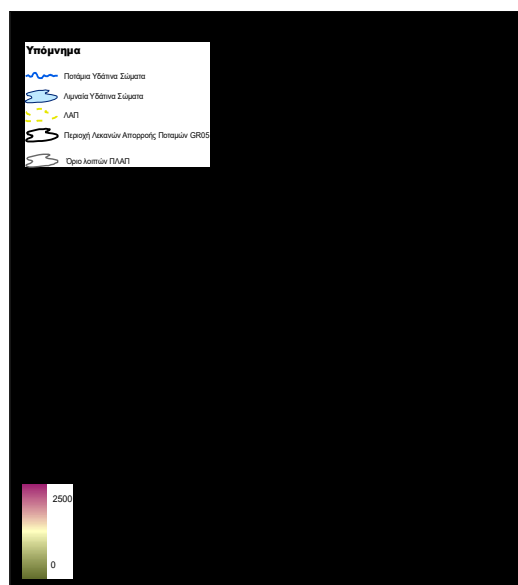 Υπόμνημα
Ποτάμια Υδάτινα Σώματα
Λιμναία Υδάτινα Σώματα
ΛΑΠ
Περιοχή Λεκανών Απορροής Ποταμών GR05
Όριο λοιπών ΠΛΑΠ
2500
0